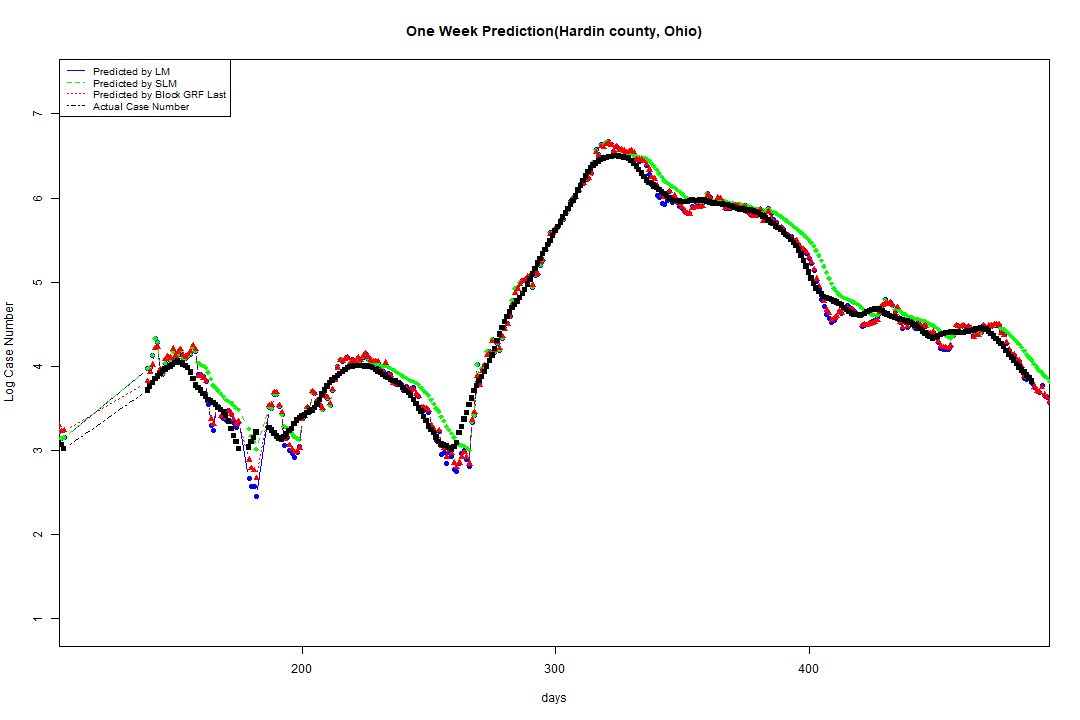 One Week Prediction(Hardin county, Ohio)
Predicted by LM
Predicted by SLM
Predicted by Block GRF Last
Actual Case Number
7
6
5
4
3
2
1
Log Case Number
200 300 400
days